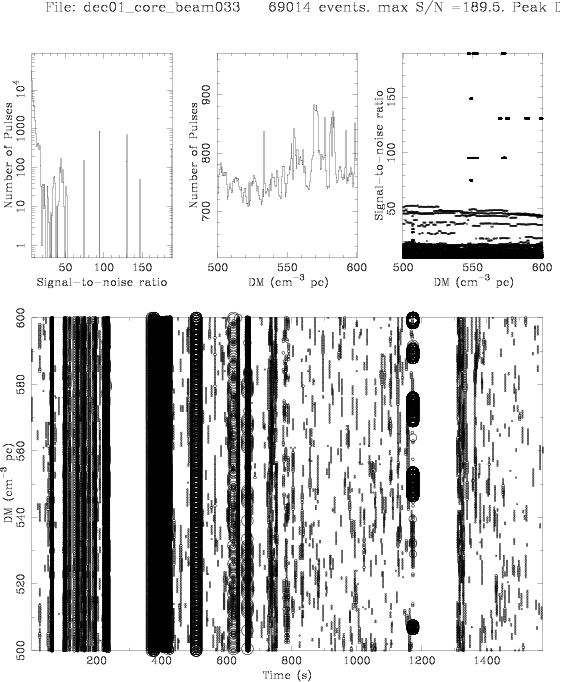 File: dec01_core_beam033 69014 events. max S/N =189.5. Peak D
Number of Pulses
10⁴
1000
100
10
1
50 100 150
Signal−to−noise ratio
Number of Pulses
900
800
700
500 550 600
DM (cm⁻³ pc)
Signal−to−noise ratio
150
100
50
500 550 600
DM (cm⁻³ pc)
DM (cm⁻³ pc)
600
580
560
540
520
500
200 400 600 800 1000 1200 1400
Time (s)